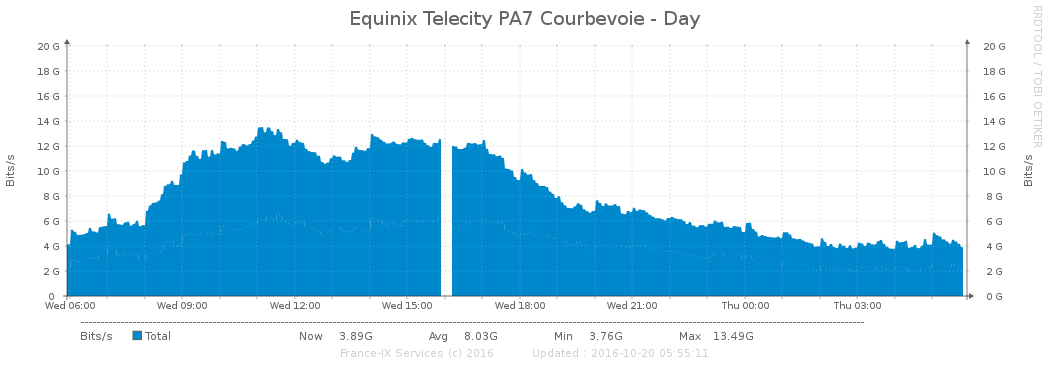 Equinix Telecity PA7 Courbevoie - Day
RRDTOOL / TOBI OETIKER
Bits/s
20 G 20 G
18 G 18 G
16 G 16 G
14 G 14 G
12 G 12 G
10 G 10 G
8 G 8 G
6 G 6 G
4 G 4 G
2 G 2 G
0 0 G
Bits/s
Wed 06:00 Wed 09:00 Wed 12:00 Wed 15:00 Wed 18:00 Wed 21:00 Thu 00:00 Thu 03:00
Bits/s Total Now 3.89G Avg 8.03G Min 3.76G Max 13.49G
France-IX Services (c) 2016 Updated : 2016-10-20 05:55:11